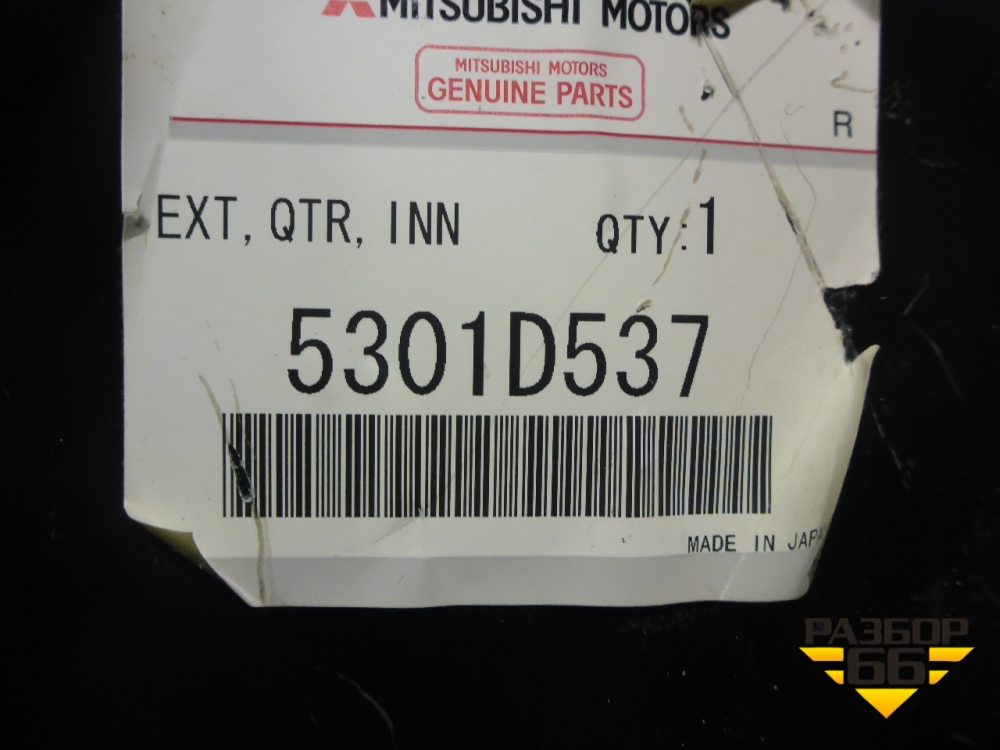 MITSUBISHI MOTORS
MITSUBISHI MOTORS
GENUINE PARTS
R
EXT, QTR, INN QTY:1
5301D537
MADE IN JAPA
РАЗБОР
66